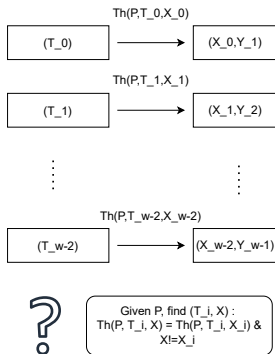 Th(P,T_0,X_0)
(T_0) (X_0,Y_1)
Th(P,T_1,X_1)
(T_1) (X_1,Y_2)
Th(P,T_w-2,X_w-2)
(T_w-2) (X_w-2,Y_w-1)
?
Given P, find (T_i, X) :
Th(P, T_i, X) = Th(P, T_i, X_i) &
X!=X_i